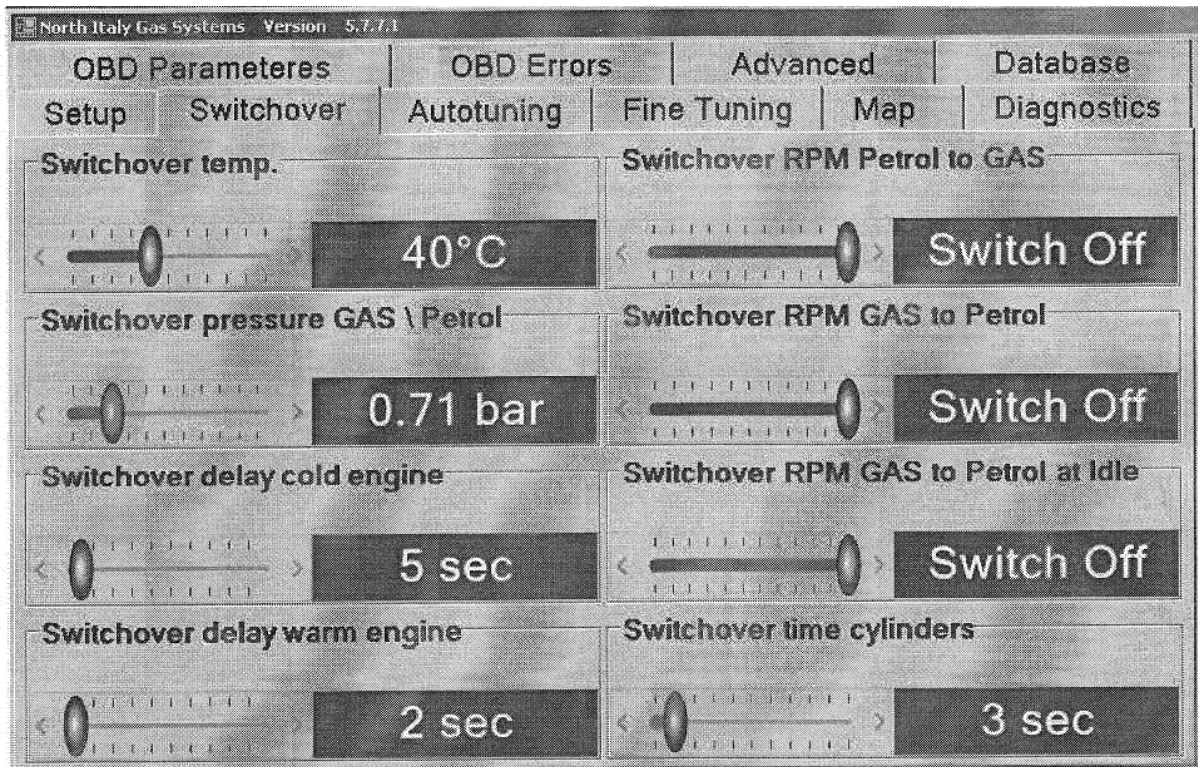 North Italy Gas Systems Version 5.7.7.1
OBD Parameteres OBD Errors Advanced Database
Setup Switchover Autotuning Fine Tuning Map Diagnostics
Switchover temp.
40°C
Switchover RPM Petrol to GAS
Switch Off
Switchover pressure GAS \ Petrol
0.71 bar
Switchover RPM GAS to Petrol
Switch Off
Switchover delay cold engine
5 sec
Switchover RPM GAS to Petrol at Idle
Switch Off
Switchover delay warm engine
2 sec
Switchover time cylinders
3 sec